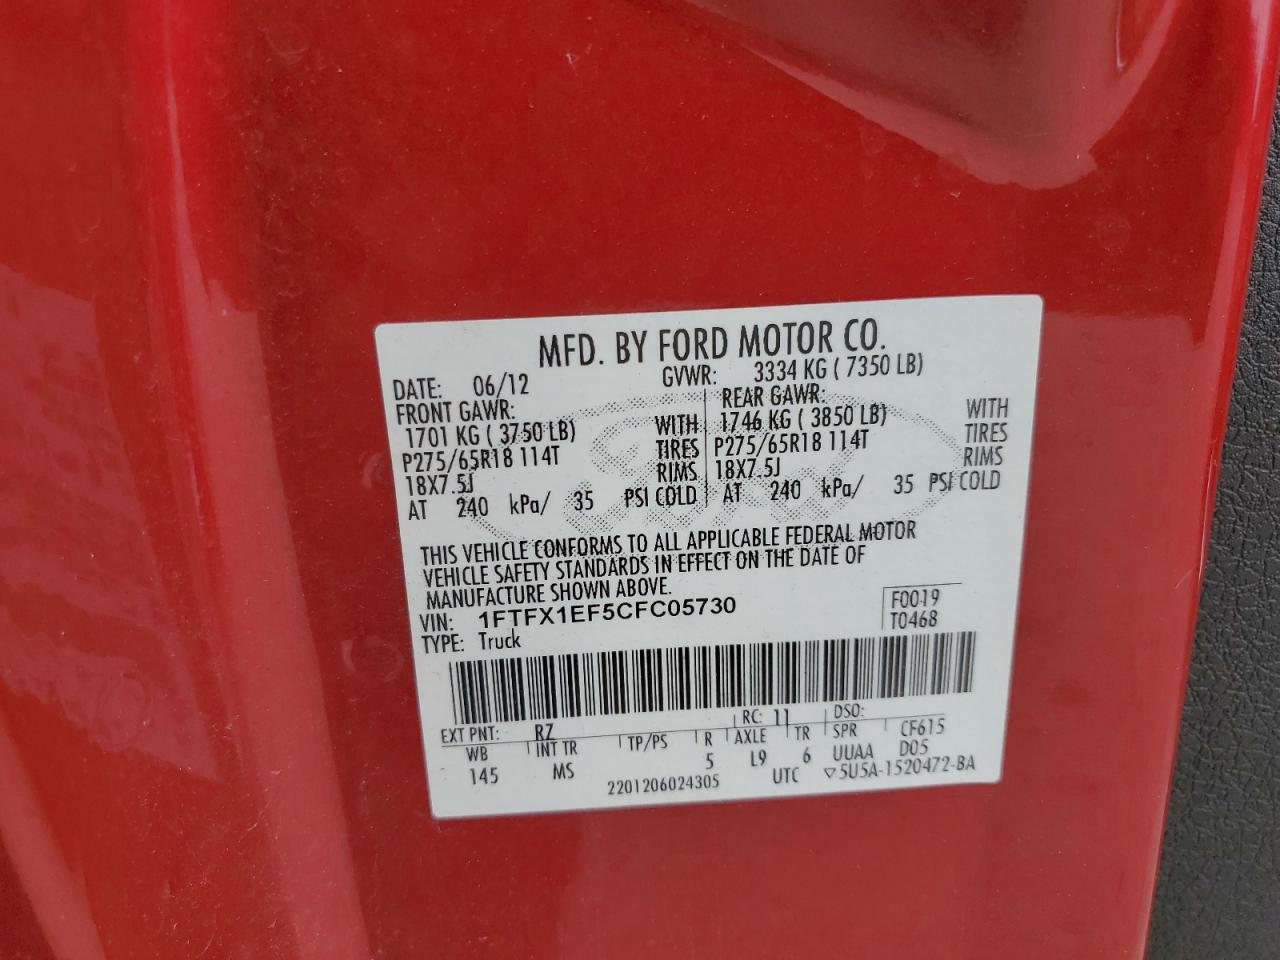 MFD. BY FORD MOTOR CO.
DATE: 06/12 GVWR: 3334 KG ( 7350 LB)
FRONT GAWR: REAR GAWR:
1701 KG ( 3750 LB) WITH 1746 KG ( 3850 LB) WITH
P275/65R18 114T TIRES P275/65R18 114T TIRES
18X7.5J RIMS 18X7.5J RIMS
AT 240 kPa/ 35 PSI COLD AT 240 kPa/ 35 PSI COLD
Ford
THIS VEHICLE CONFORMS TO ALL APPLICABLE FEDERAL MOTOR
VEHICLE SAFETY STANDARDS IN EFFECT ON THE DATE OF
MANUFACTURE SHOWN ABOVE.
VIN: 1FTFX1EF5CFC05730 F0019
TYPE: Truck T0468
EXT PNT: RZ RC: 11 DSO:
WB INT TR TP/PS R AXLE TR SPR CF615
145 MS 5 L9 6 UUAA D05
2201206024305 UTC ▽5U5A-1520472-BA